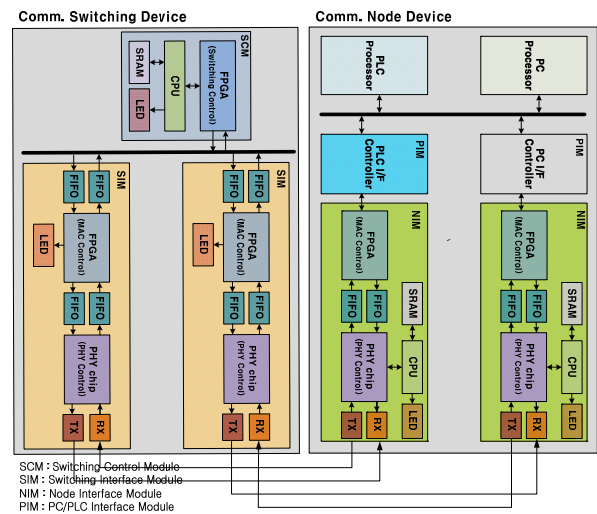 Comm. Switching Device
Comm. Node Device
SCM
SRAM
LED
CPU
FPGA
(Switching Control)
PLC
Processor
PC
Processor
SIM
FIFO
FIFO
LED
FPGA
(MAC Control)
FIFO
FIFO
PHY chip
(PHY Control)
TX
RX
SIM
FIFO
FIFO
LED
FPGA
(MAC Control)
FIFO
FIFO
PHY chip
(PHY Control)
TX
RX
PIM
PLC I/F
Controller
PIM
PC I/F
Controller
NIM
FPGA
(MAC Control)
FIFO
FIFO
SRAM
PHY chip
(PHY Control)
CPU
TX
RX
LED
NIM
FPGA
(MAC Control)
FIFO
FIFO
SRAM
PHY chip
(PHY Control)
CPU
TX
RX
LED
SCM : Switching Control Module
SIM : Switching Interface Module
NIM : Node Interface Module
PIM : PC/PLC Interface Module